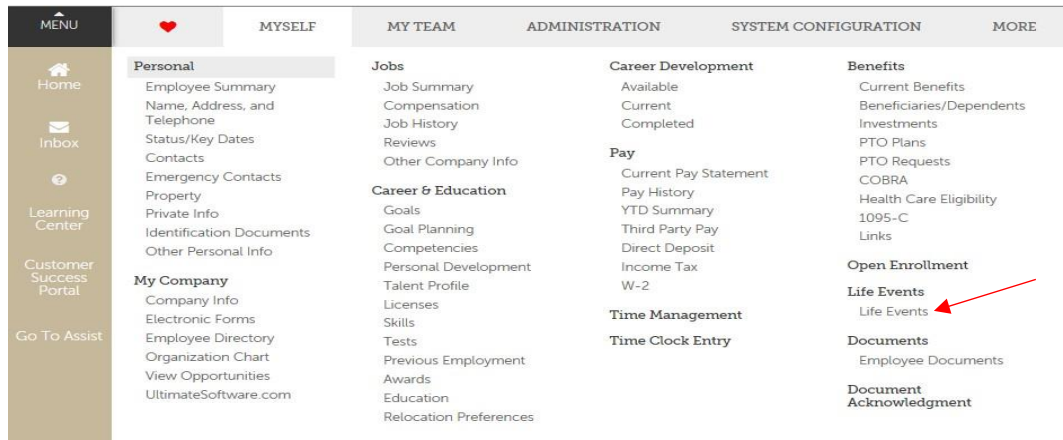 MENU
MYSELF
MY TEAM
ADMINISTRATION
SYSTEM CONFIGURATION
MORE
Home
Inbox
?
Learning
Center
Customer
Success
Portal
Go To Assist
Personal
Employee Summary
Name, Address, and
Telephone
Status/Key Dates
Contacts
Emergency Contacts
Property
Private Info
Identification Documents
Other Personal Info
My Company
Company Info
Electronic Forms
Employee Directory
Organization Chart
View Opportunities
UltimateSoftware.com
Jobs
Job Summary
Compensation
Job History
Reviews
Other Company Info
Career & Education
Goals
Goal Planning
Competencies
Personal Development
Talent Profile
Licenses
Skills
Tests
Previous Employment
Awards
Education
Relocation Preferences
Career Development
Available
Current
Completed
Pay
Current Pay Statement
Pay History
YTD Summary
Third Party Pay
Direct Deposit
Income Tax
W-2
Time Management
Time Clock Entry
Benefits
Current Benefits
Beneficiaries/Dependents
Investments
PTO Plans
PTO Requests
COBRA
Health Care Eligibility
1095-C
Links
Open Enrollment
Life Events
Life Events
Documents
Employee Documents
Document
Acknowledgment